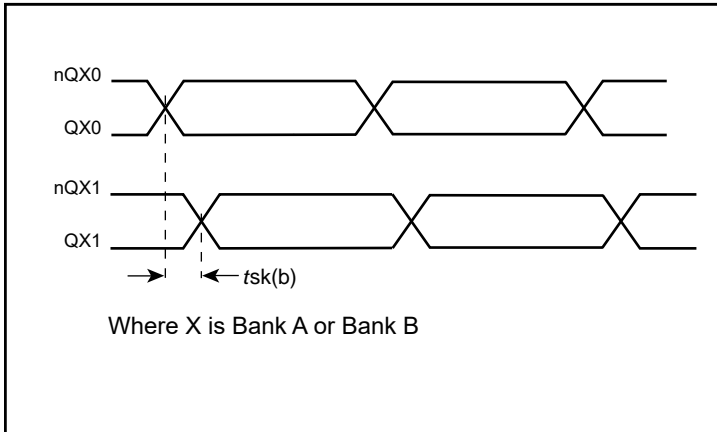 nQX0
QX0
nQX1
QX1
tsk(b)
Where X is Bank A or Bank B